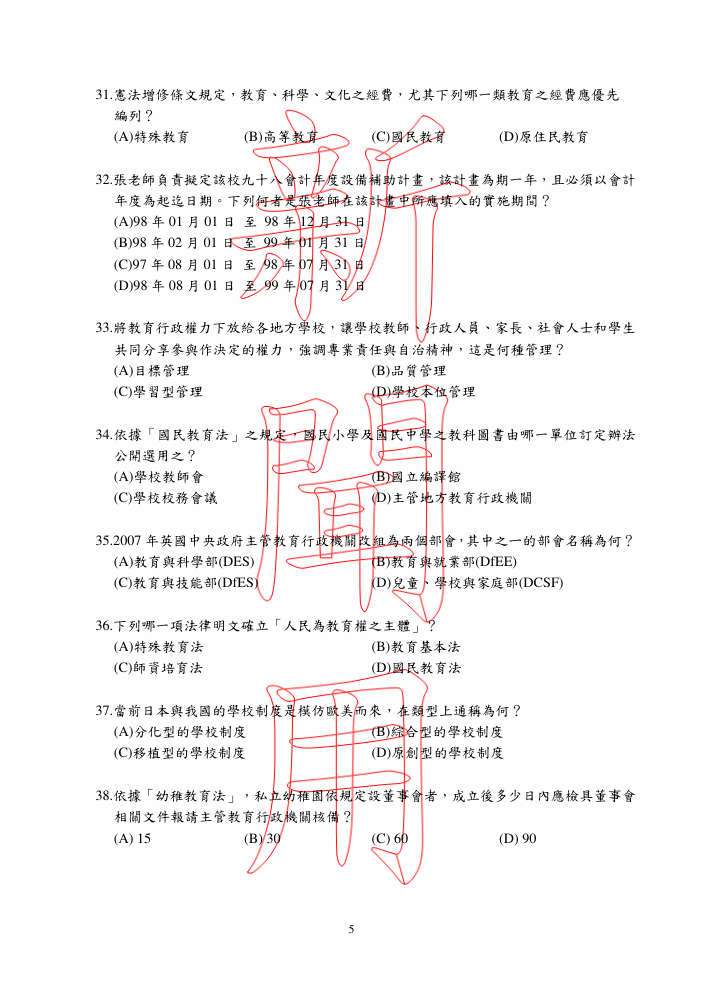 31.憲法增修條文規定，教育、科學、文化之經費，尤其下列哪一類教育之經費應優先
編列？
(A)特殊教育 (B)高等教育 (C)國民教育 (D)原住民教育
32.張老師負責擬定該校九十八會計年度設備補助計畫，該計畫為期一年，且必須以會計
年度為起迄日期。下列何者是張老師在該計畫中所應填入的實施期間？
(A)98 年 01 月 01 日 至 98 年 12 月 31 日
(B)98 年 02 月 01 日 至 99 年 01 月 31 日
(C)97 年 08 月 01 日 至 98 年 07 月 31 日
(D)98 年 08 月 01 日 至 99 年 07 月 31 日
33.將教育行政權力下放給各地方學校，讓學校教師、行政人員、家長、社會人士和學生
共同分享參與作決定的權力，強調專業責任與自治精神，這是何種管理？
(A)目標管理 (B)品質管理
(C)學習型管理 (D)學校本位管理
34.依據「國民教育法」之規定，國民小學及國民中學之教科圖書由哪一單位訂定辦法
公開選用之？
(A)學校教師會 (B)國立編譯館
(C)學校校務會議 (D)主管地方教育行政機關
35.2007 年英國中央政府主管教育行政機關改組為兩個部會，其中之一的部會名稱為何？
(A)教育與科學部(DES) (B)教育與就業部(DfEE)
(C)教育與技能部(DfES) (D)兒童、學校與家庭部(DCSF)
36.下列哪一項法律明文確立「人民為教育權之主體」？
(A)特殊教育法 (B)教育基本法
(C)師資培育法 (D)國民教育法
37.當前日本與我國的學校制度是模仿歐美而來，在類型上通稱為何？
(A)分化型的學校制度 (B)綜合型的學校制度
(C)移植型的學校制度 (D)原創型的學校制度
38.依據「幼稚教育法」，私立幼稚園依規定設董事會者，成立後多少日內應檢具董事會
相關文件報請主管教育行政機關核備？
(A) 15 (B) 30 (C) 60 (D) 90
5